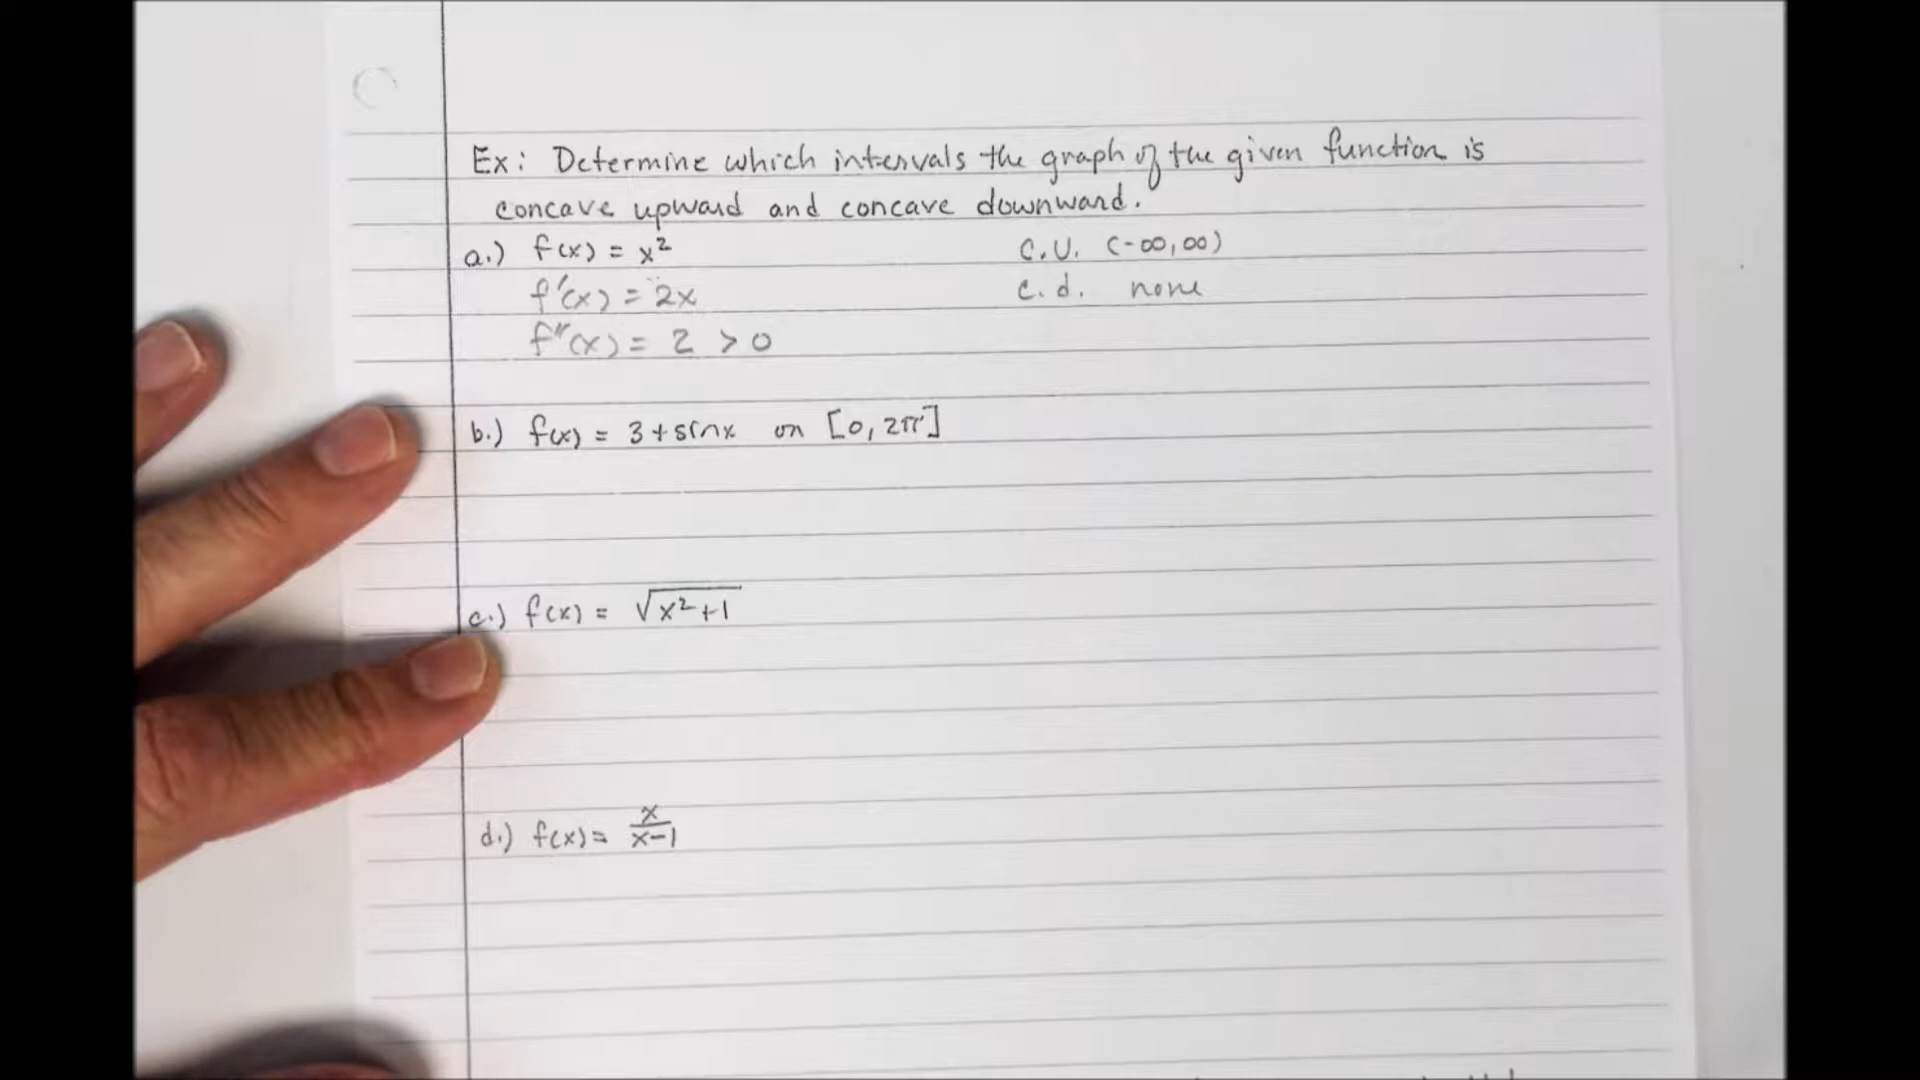 Ex: Determine which intervals the graph of the given function is
concave upward and concave downward.
a.) f(x) = x² C.U. (-∞,∞)
f'(x) = 2x c.d. none
f"(x) = 2 > 0
b.) f(x) = 3+sinx on [0, 2π]
c.) f(x) = √(x²+1)
d.) f(x) = x/(x-1)